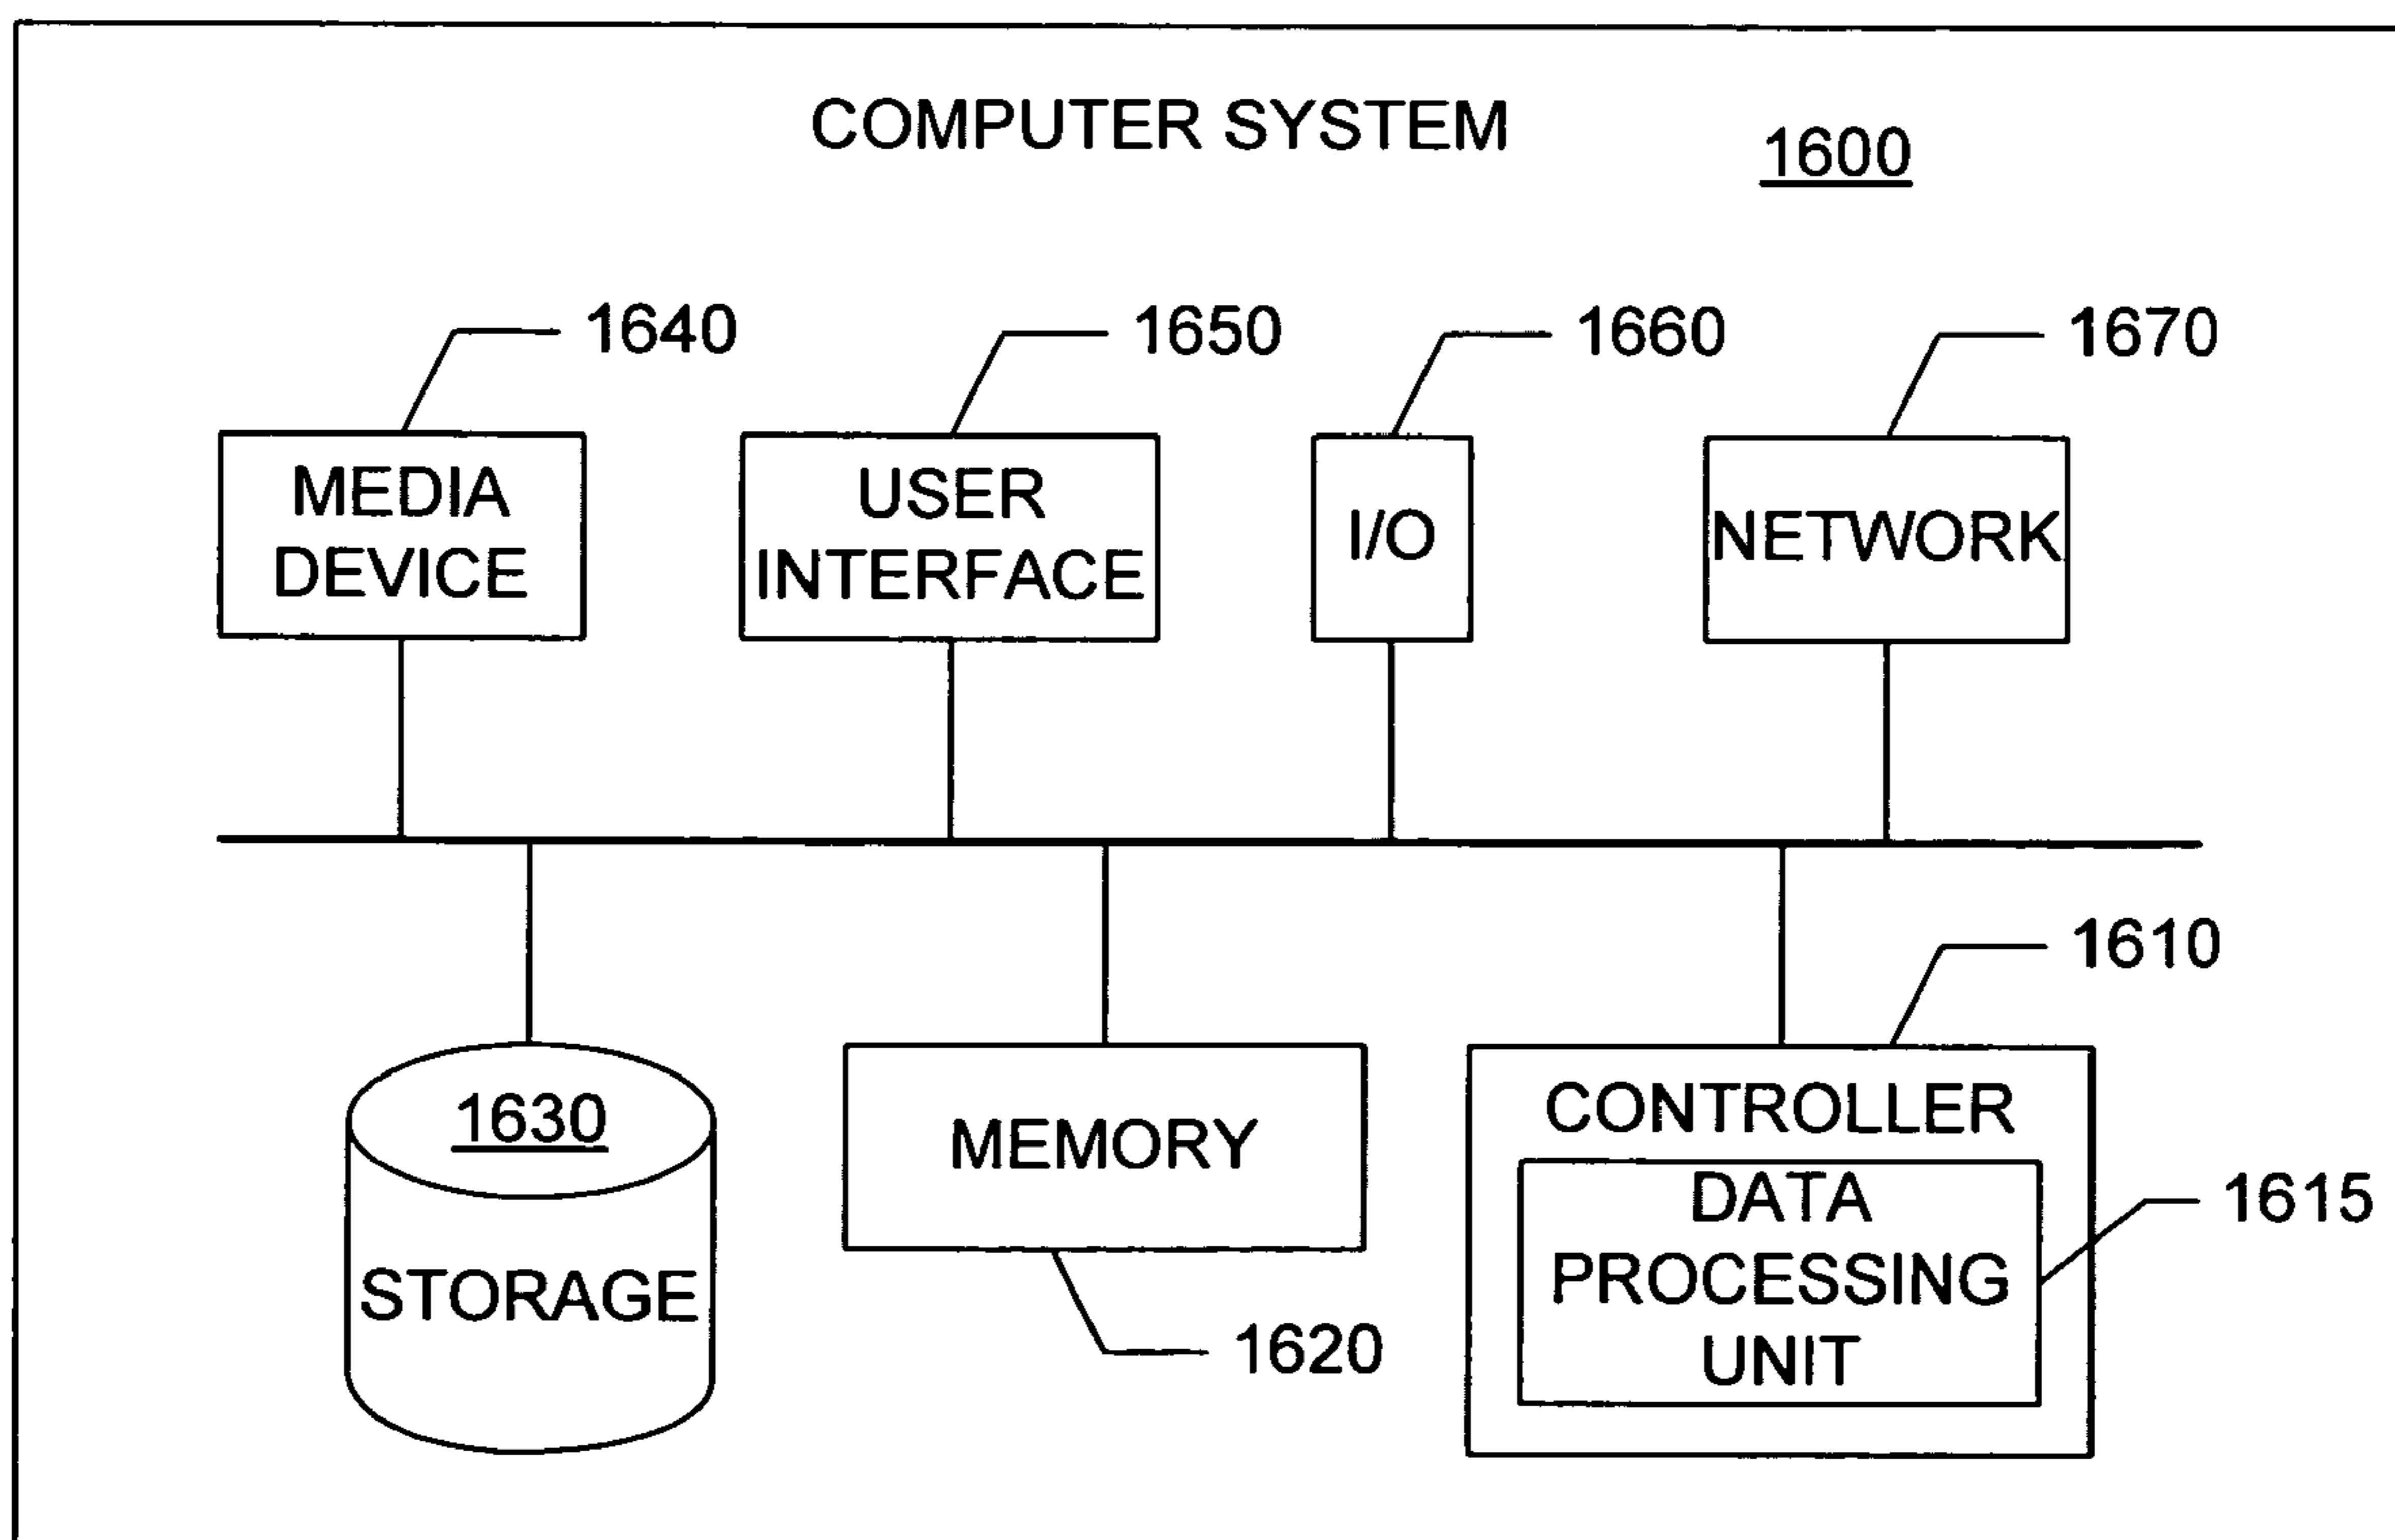 COMPUTER SYSTEM
1600
1640
1650
1660
1670
MEDIA
DEVICE
USER
INTERFACE
I/O
NETWORK
1610
1630
STORAGE
MEMORY
1620
CONTROLLER
DATA
PROCESSING
UNIT
1615